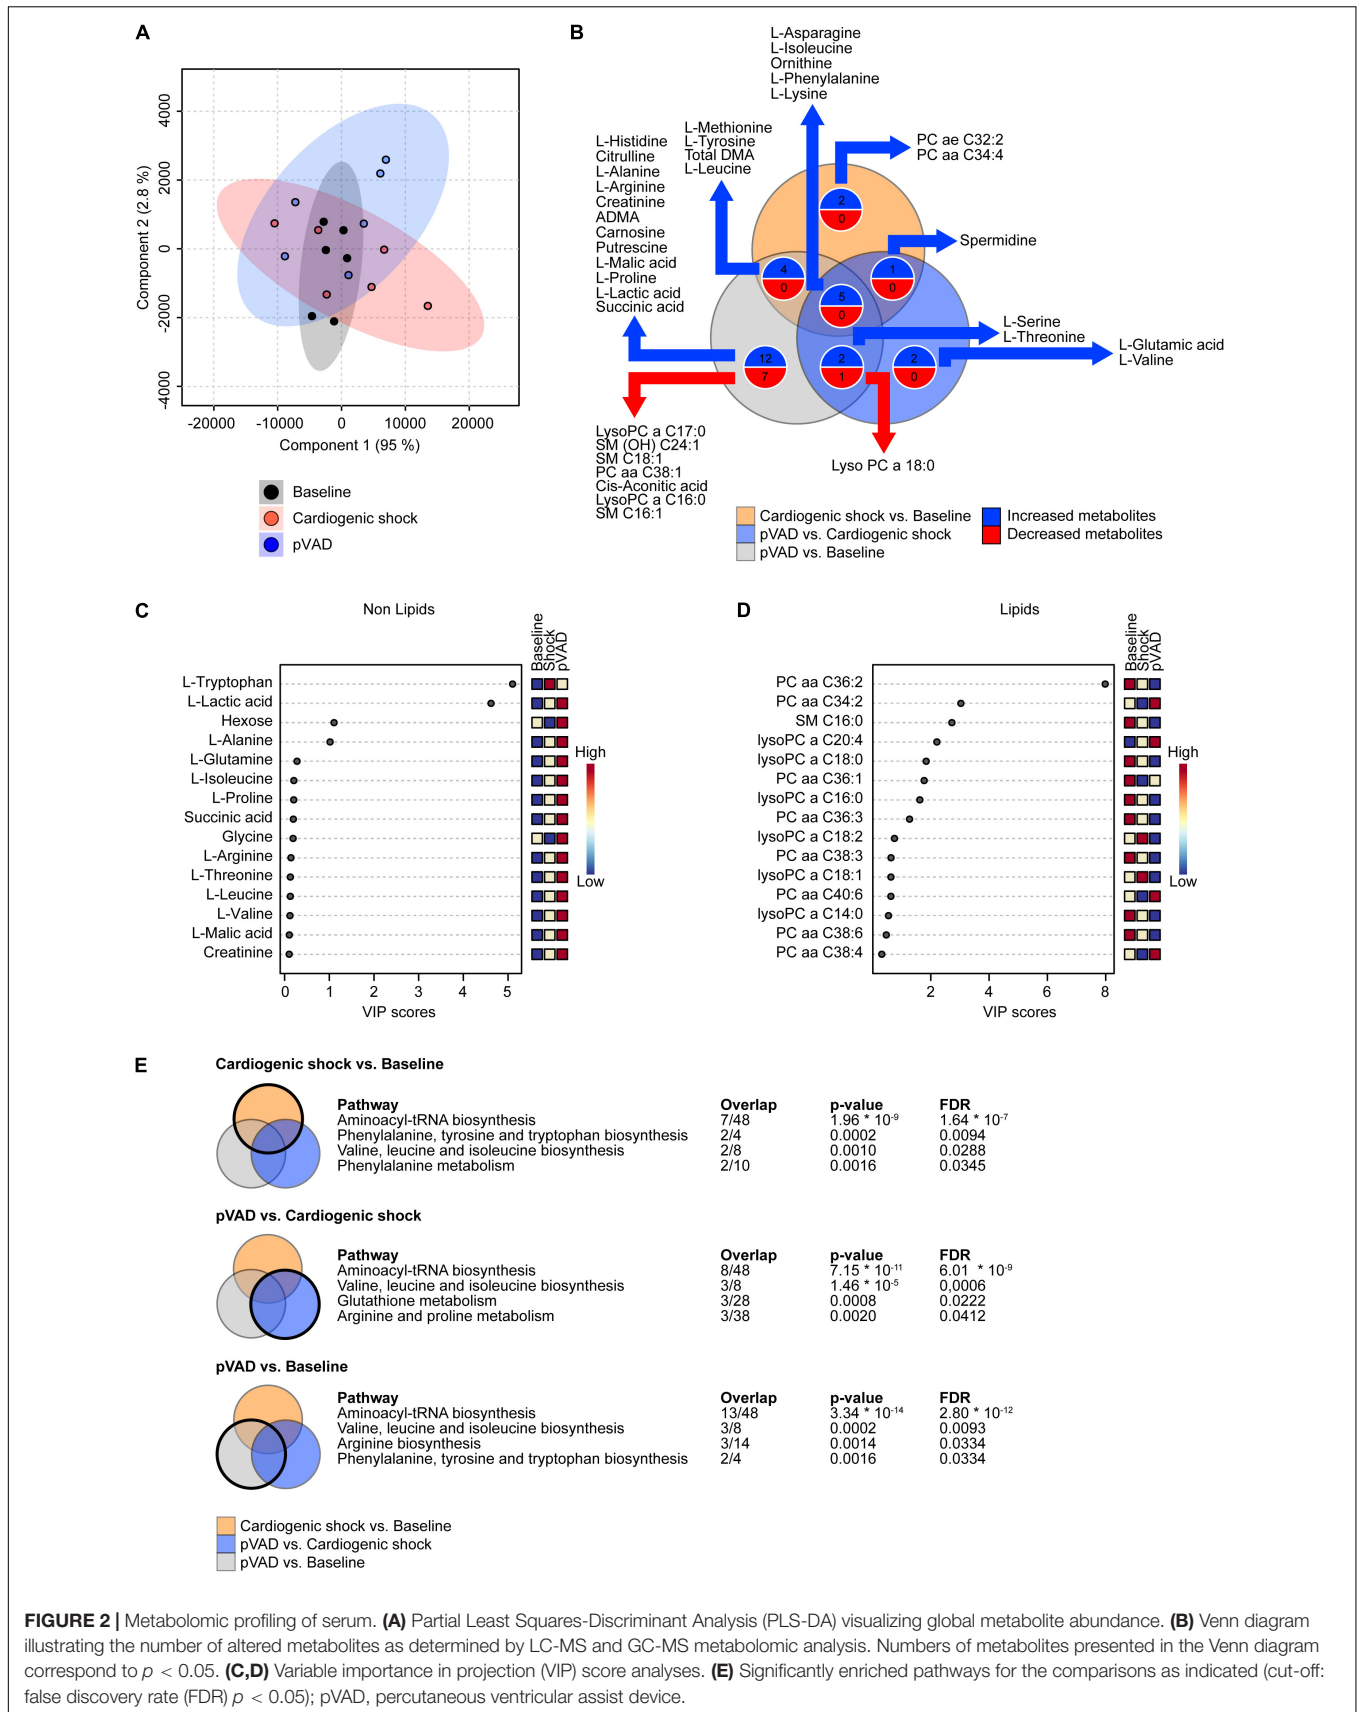 A
4000
2000
0
-2000
-4000
Component 2 (2.8 %)
-20000 -10000 0 10000 20000
Component 1 (95 %)
Baseline
Cardiogenic shock
pVAD
B
L-Asparagine
L-Isoleucine
Ornithine
L-Phenylalanine
L-Lysine
L-Methionine
L-Tyrosine
Total DMA
L-Leucine
PC ae C32:2
PC aa C34:4
L-Histidine
Citrulline
L-Alanine
L-Arginine
Creatinine
ADMA
Carnosine
Putrescine
L-Malic acid
L-Proline
L-Lactic acid
Succinic acid
Spermidine
2
0
4
0
1
0
5
0
12
7
2
1
2
0
L-Serine
L-Threonine
L-Glutamic acid
L-Valine
LysoPC a C17:0
SM (OH) C24:1
SM C18:1
PC aa C38:1
Cis-Aconitic acid
LysoPC a C16:0
SM C16:1
Lyso PC a 18:0
Cardiogenic shock vs. Baseline
pVAD vs. Cardiogenic shock
pVAD vs. Baseline
Increased metabolites
Decreased metabolites
C
Non Lipids
Baseline
Shock
pVAD
L-Tryptophan
L-Lactic acid
Hexose
L-Alanine
L-Glutamine
L-Isoleucine
L-Proline
Succinic acid
Glycine
L-Arginine
L-Threonine
L-Leucine
L-Valine
L-Malic acid
Creatinine
0 1 2 3 4 5
VIP scores
High
Low
D
Lipids
Baseline
Shock
pVAD
PC aa C36:2
PC aa C34:2
SM C16:0
lysoPC a C20:4
lysoPC a C18:0
PC aa C36:1
lysoPC a C16:0
PC aa C36:3
lysoPC a C18:2
PC aa C38:3
lysoPC a C18:1
PC aa C40:6
lysoPC a C14:0
PC aa C38:6
PC aa C38:4
2 4 6 8
VIP scores
High
Low
E
Cardiogenic shock vs. Baseline
Pathway Overlap p-value FDR
Aminoacyl-tRNA biosynthesis 7/48 1.96 * 10-9 1.64 * 10-7
Phenylalanine, tyrosine and tryptophan biosynthesis 2/4 0.0002 0.0094
Valine, leucine and isoleucine biosynthesis 2/8 0.0010 0.0288
Phenylalanine metabolism 2/10 0.0016 0.0345
pVAD vs. Cardiogenic shock
Pathway Overlap p-value FDR
Aminoacyl-tRNA biosynthesis 8/48 7.15 * 10-11 6.01 * 10-9
Valine, leucine and isoleucine biosynthesis 3/8 1.46 * 10-5 0,0006
Glutathione metabolism 3/28 0.0008 0.0222
Arginine and proline metabolism 3/38 0.0020 0.0412
pVAD vs. Baseline
Pathway Overlap p-value FDR
Aminoacyl-tRNA biosynthesis 13/48 3.34 * 10-14 2.80 * 10-12
Valine, leucine and isoleucine biosynthesis 3/8 0.0002 0.0093
Arginine biosynthesis 3/14 0.0014 0.0334
Phenylalanine, tyrosine and tryptophan biosynthesis 2/4 0.0016 0.0334
Cardiogenic shock vs. Baseline
pVAD vs. Cardiogenic shock
pVAD vs. Baseline
FIGURE 2 | Metabolomic profiling of serum. (A) Partial Least Squares-Discriminant Analysis (PLS-DA) visualizing global metabolite abundance. (B) Venn diagram
illustrating the number of altered metabolites as determined by LC-MS and GC-MS metabolomic analysis. Numbers of metabolites presented in the Venn diagram
correspond to p < 0.05. (C,D) Variable importance in projection (VIP) score analyses. (E) Significantly enriched pathways for the comparisons as indicated (cut-off:
false discovery rate (FDR) p < 0.05); pVAD, percutaneous ventricular assist device.